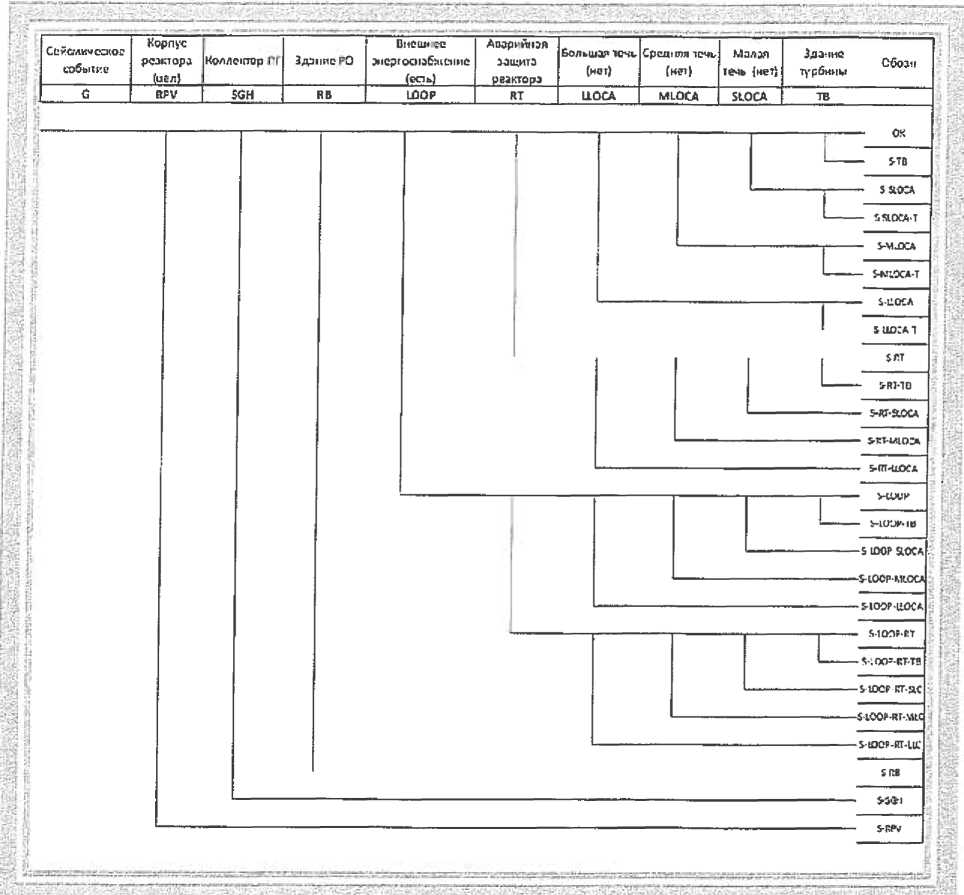 Сейсмическое событие
Корпус реактора (цел)
Коллектор ПГ
Здание РО
Внешнее энергоснабжение (есть)
Аварийная защита реактора
Большая течь (нет)
Средняя течь (нет)
Малая течь (нет)
Здание турбины
Обозн
G RPV SGH RB LOOP RT LLOCA MLOCA SLOCA TB
OK
S-TB
S-SLOCA
S-SLOCA-T
S-MLOCA
S-MLOCA-T
S-LLOCA
S-LLOCA-T
S-RT
S-RT-TB
S-RT-SLOCA
S-RT-MLOCA
S-RT-LLOCA
S-LOOP
S-LOOP-TB
S-LOOP-SLOCA
S-LOOP-MLOCA
S-LOOP-LLOCA
S-LOOP-RT
S-LOOP-RT-TB
S-LOOP-RT-SLC
S-LOOP-RT-MLC
S-LOOP-RT-LLC
S-RB
S-SGH
S-RPV